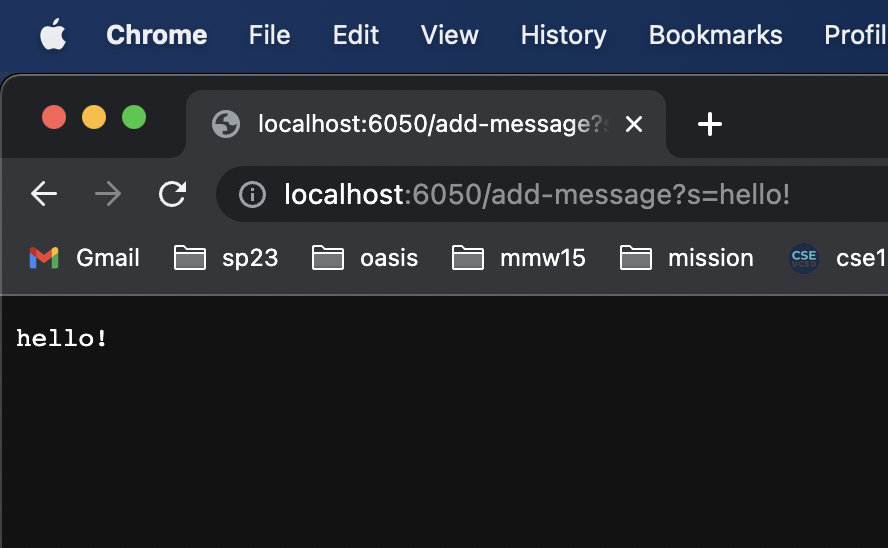 Chrome File Edit View History Bookmarks Profil
localhost:6050/add-message?s
localhost:6050/add-message?s=hello!
Gmail sp23 oasis mmw15 mission CSE cse1
hello!